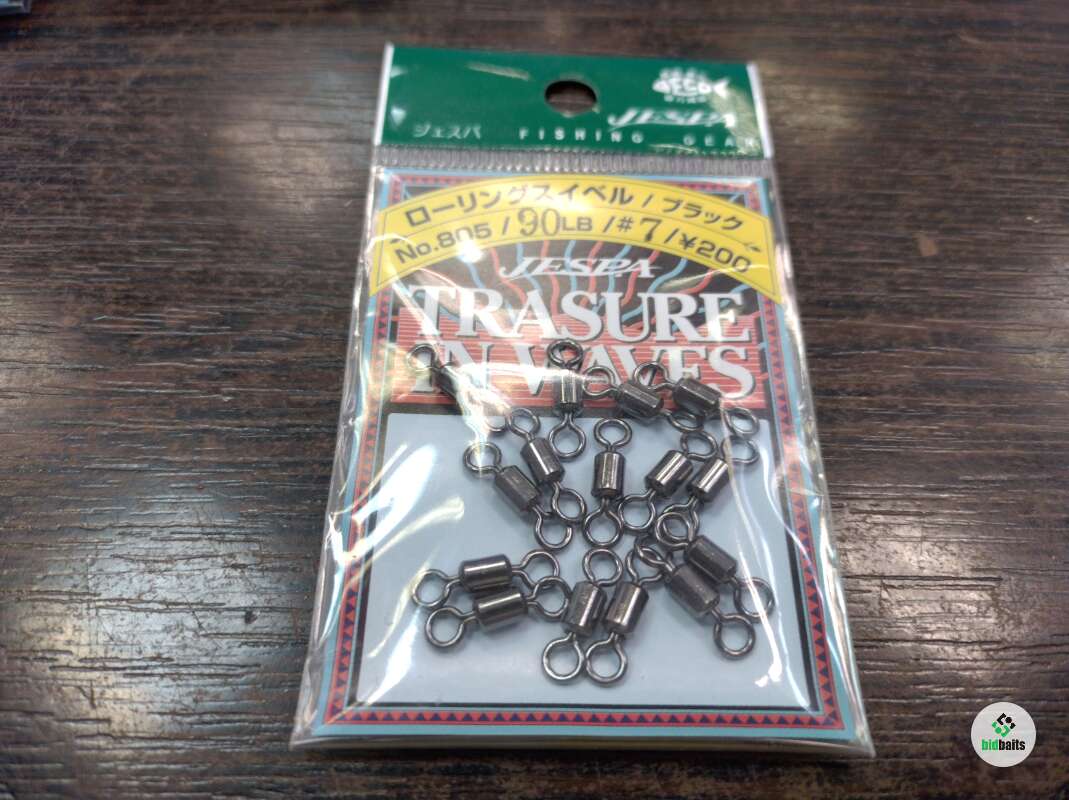 JESPA
ジェスパ FISHING GEAR
ローリングスイベル/ブラック
No.805/90LB/#7/¥200
JESPA
TRASURE
IN WAVES
bidbaits